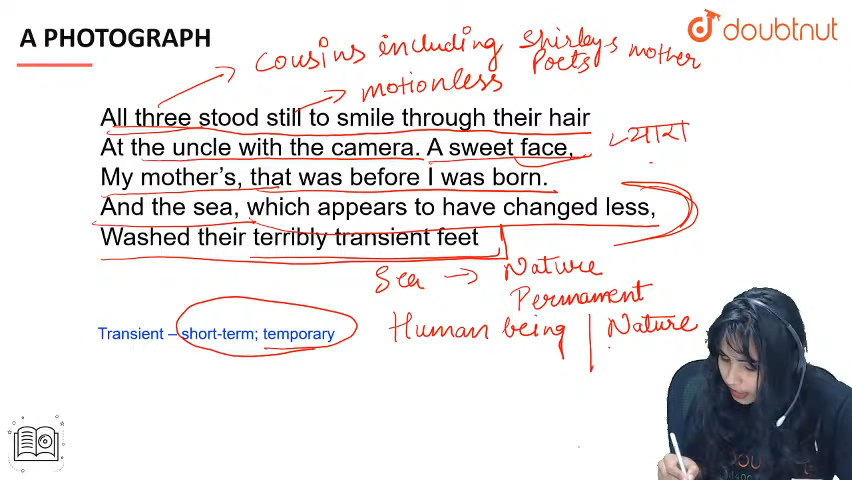 A PHOTOGRAPH
doubtnut
cousins including Shirley's mother
Poets
motionless
All three stood still to smile through their hair
At the uncle with the camera. A sweet face,
प्यारा
My mother's, that was before I was born.
And the sea, which appears to have changed less,
Washed their terribly transient feet
Sea → Nature
Permament
Transient – short-term; temporary
Human being | Nature